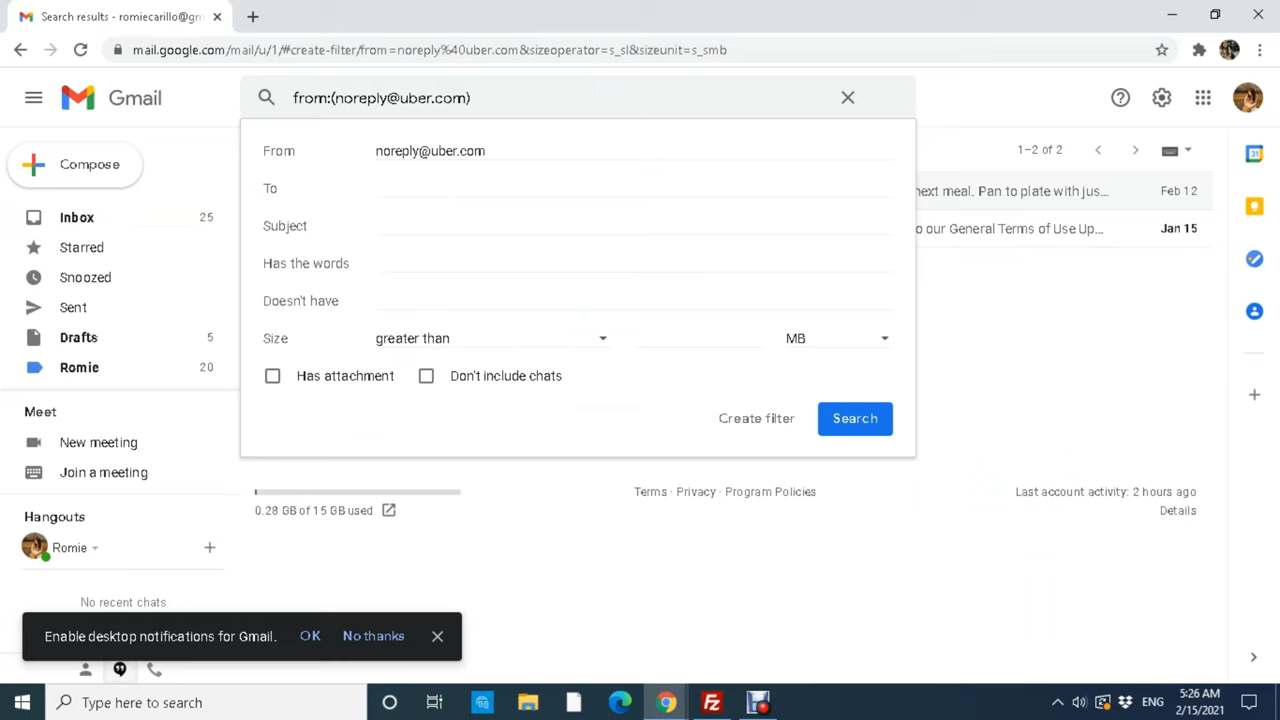 Search results - romiecarillo@gm
mail.google.com/mail/u/1/#create-filter/from=noreply%40uber.com&sizeoperator=s_sl&sizeunit=s_smb
Gmail
from:(noreply@uber.com)
Compose
Inbox 25
Starred
Snoozed
Sent
Drafts 5
Romie 20
Meet
New meeting
Join a meeting
Hangouts
Romie
No recent chats
From noreply@uber.com
To
Subject
Has the words
Doesn't have
Size greater than MB
Has attachment Don't include chats
Create filter Search
1–2 of 2
next meal. Pan to plate with jus... Feb 12
o our General Terms of Use Up... Jan 15
0.28 GB of 15 GB used
Terms · Privacy · Program Policies
Last account activity: 2 hours ago
Details
Enable desktop notifications for Gmail. OK No thanks
Type here to search
ENG
5:26 AM
2/15/2021